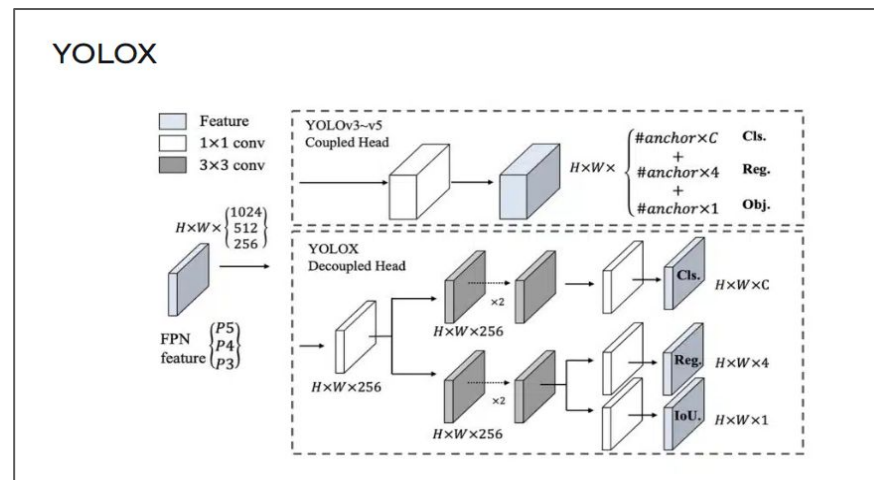 YOLOX
Feature
1×1 conv
3×3 conv
H×W×{1024
512
256}
FPN
feature
{P5
P4
P3}
YOLOv3~v5
Coupled Head
H×W×
{#anchor×C
+
#anchor×4
+
#anchor×1
Cls.
Reg.
Obj.
YOLOX
Decoupled Head
H×W×256
×2
H×W×256
Cls.
H×W×C
×2
H×W×256
Reg.
H×W×4
IoU.
H×W×1